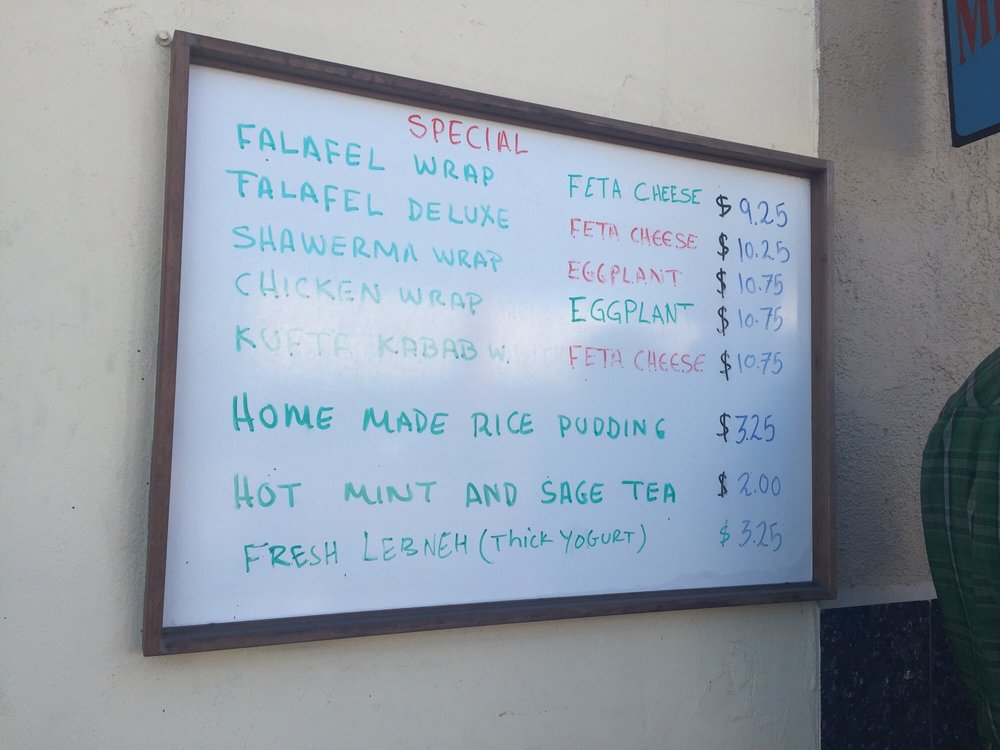 SPECIAL
FALAFEL WRAP FETA CHEESE $ 9.25
FALAFEL DELUXE FETA CHEESE $ 10.25
SHAWERMA WRAP EGGPLANT $ 10.75
CHICKEN WRAP EGGPLANT $ 10.75
KUFTE KABAB W. FETA CHEESE $ 10.75
HOME MADE RICE PUDDING $ 3.25
HOT MINT AND SAGE TEA $ 2.00
FRESH LEBNEH (THICK YOGURT) $ 3.25